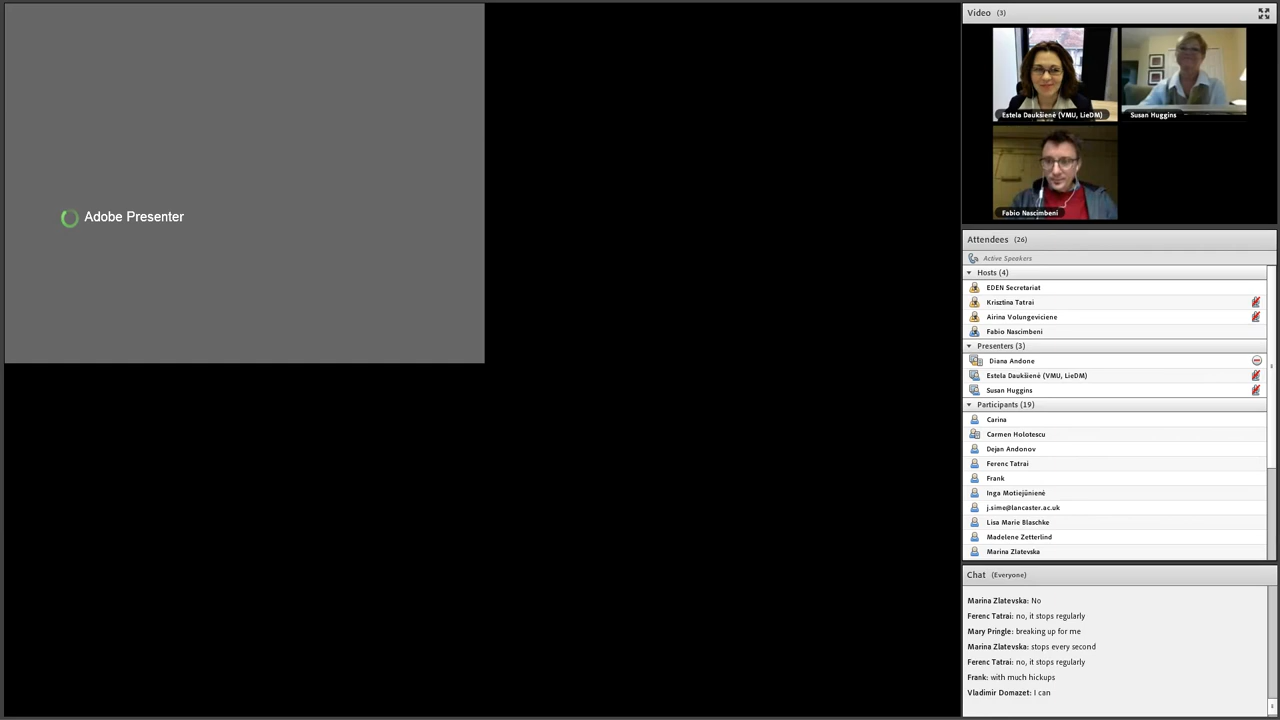 Adobe Presenter
Video (3)
Estela Daukšienė (VMU, LieDM)
Susan Huggins
Fabio Nascimbeni
Attendees (26)
Active Speakers
Hosts (4)
EDEN Secretariat
Krisztina Tatrai
Airina Volungeviciene
Fabio Nascimbeni
Presenters (3)
Diana Andone
Estela Daukšienė (VMU, LieDM)
Susan Huggins
Participants (19)
Carina
Carmen Holotescu
Dejan Andonov
Ferenc Tatrai
Frank
Inga Motiejūnienė
j.sime@lancaster.ac.uk
Lisa Marie Blaschke
Madelene Zetterlind
Marina Zlatevska
Chat (Everyone)
Marina Zlatevska: No
Ferenc Tatrai: no, it stops regularly
Mary Pringle: breaking up for me
Marina Zlatevska: stops every second
Ferenc Tatrai: no, it stops regularly
Frank: with much hickups
Vladimir Domazet: I can